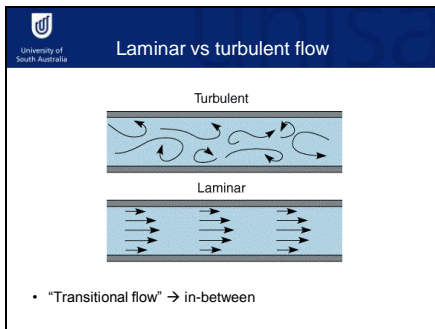 University of
South Australia
Laminar vs turbulent flow
Turbulent
Laminar
• "Transitional flow" → in-between